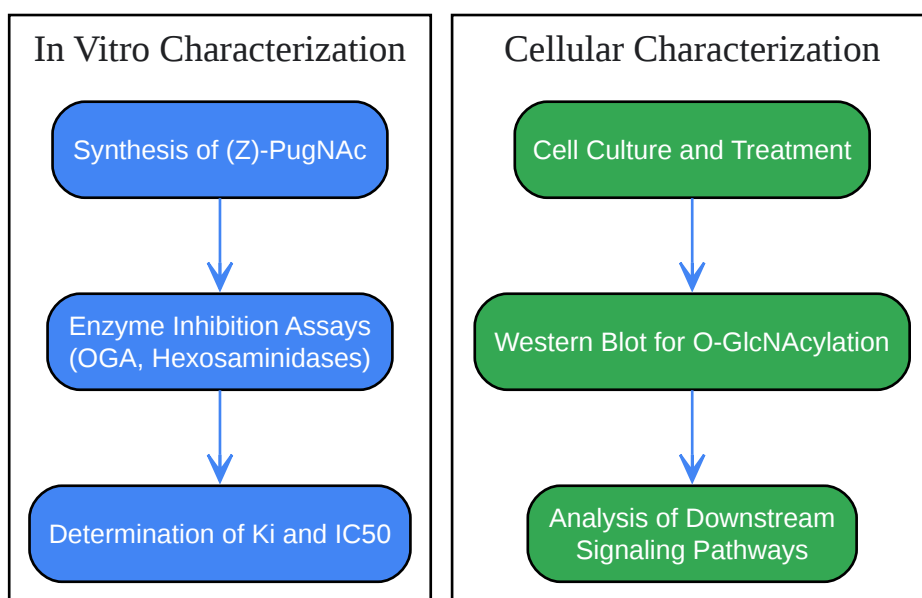 In Vitro Characterization
Synthesis of (Z)-PugNAc
Enzyme Inhibition Assays
(OGA, Hexosaminidases)
Determination of Ki and IC50
Cellular Characterization
Cell Culture and Treatment
Western Blot for O-GlcNAcylation
Analysis of Downstream
Signaling Pathways